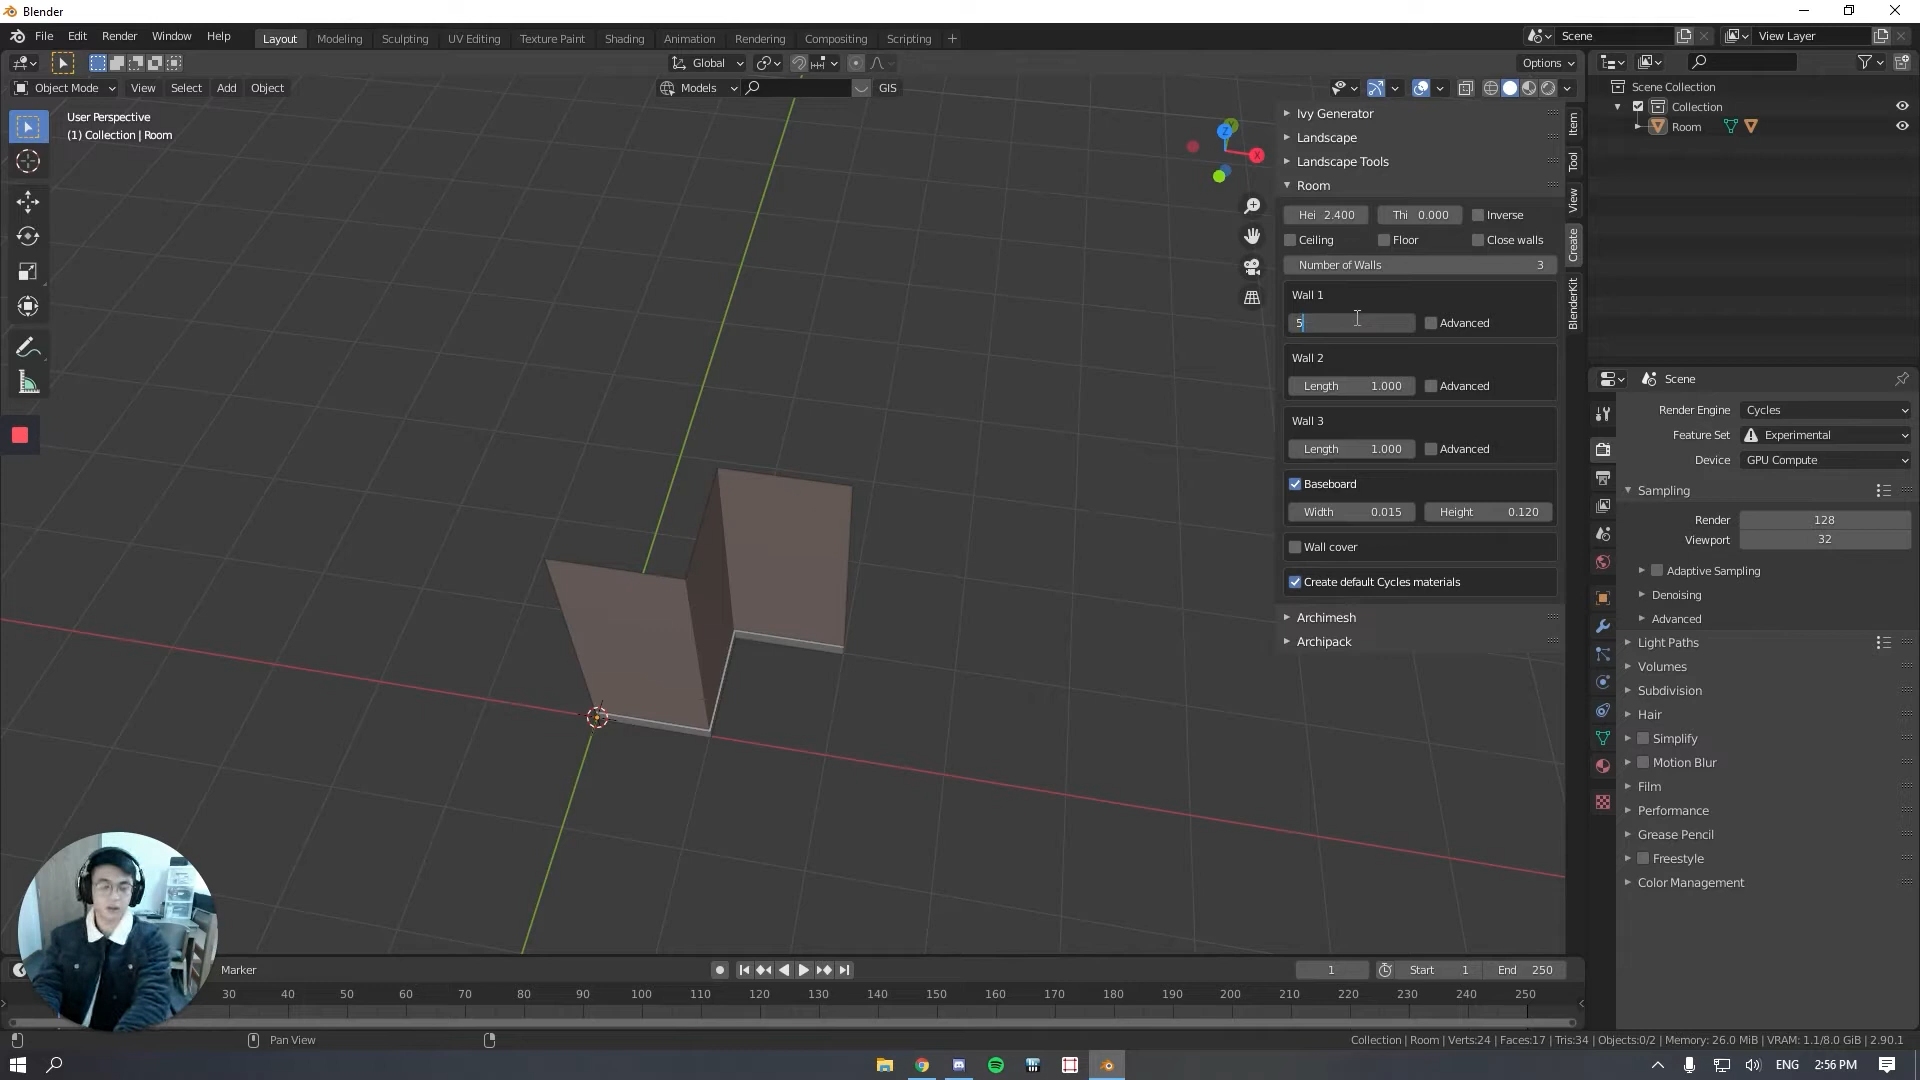 Blender
File Edit Render Window Help
Layout Modeling Sculpting UV Editing Texture Paint Shading Animation Rendering Compositing Scripting +
Scene
View Layer
Global
Options
Object Mode View Select Add Object
Models
GIS
User Perspective
(1) Collection | Room
Z
Y
X
Ivy Generator
Landscape
Landscape Tools
Room
Hei 2.400 Thi 0.000 Inverse
Ceiling Floor Close walls
Number of Walls 3
Wall 1
5 Advanced
Wall 2
Length 1.000 Advanced
Wall 3
Length 1.000 Advanced
Baseboard
Width 0.015 Height 0.120
Wall cover
Create default Cycles materials
Archimesh
Archipack
Item
Tool
View
Create
BlenderKit
Scene Collection
Collection
Room
Scene
Render Engine Cycles
Feature Set Experimental
Device GPU Compute
Sampling
Render 128
Viewport 32
Adaptive Sampling
Denoising
Advanced
Light Paths
Volumes
Subdivision
Hair
Simplify
Motion Blur
Film
Performance
Grease Pencil
Freestyle
Color Management
Marker
1 Start 1 End 250
30 40 50 60 70 80 90 100 110 120 130 140 150 160 170 180 190 200 210 220 230 240 250
Pan View
Collection | Room | Verts:24 | Faces:17 | Tris:34 | Objects:0/2 | Memory: 26.0 MiB | VRAM: 1.1/8.0 GiB | 2.90.1
ENG 2:56 PM